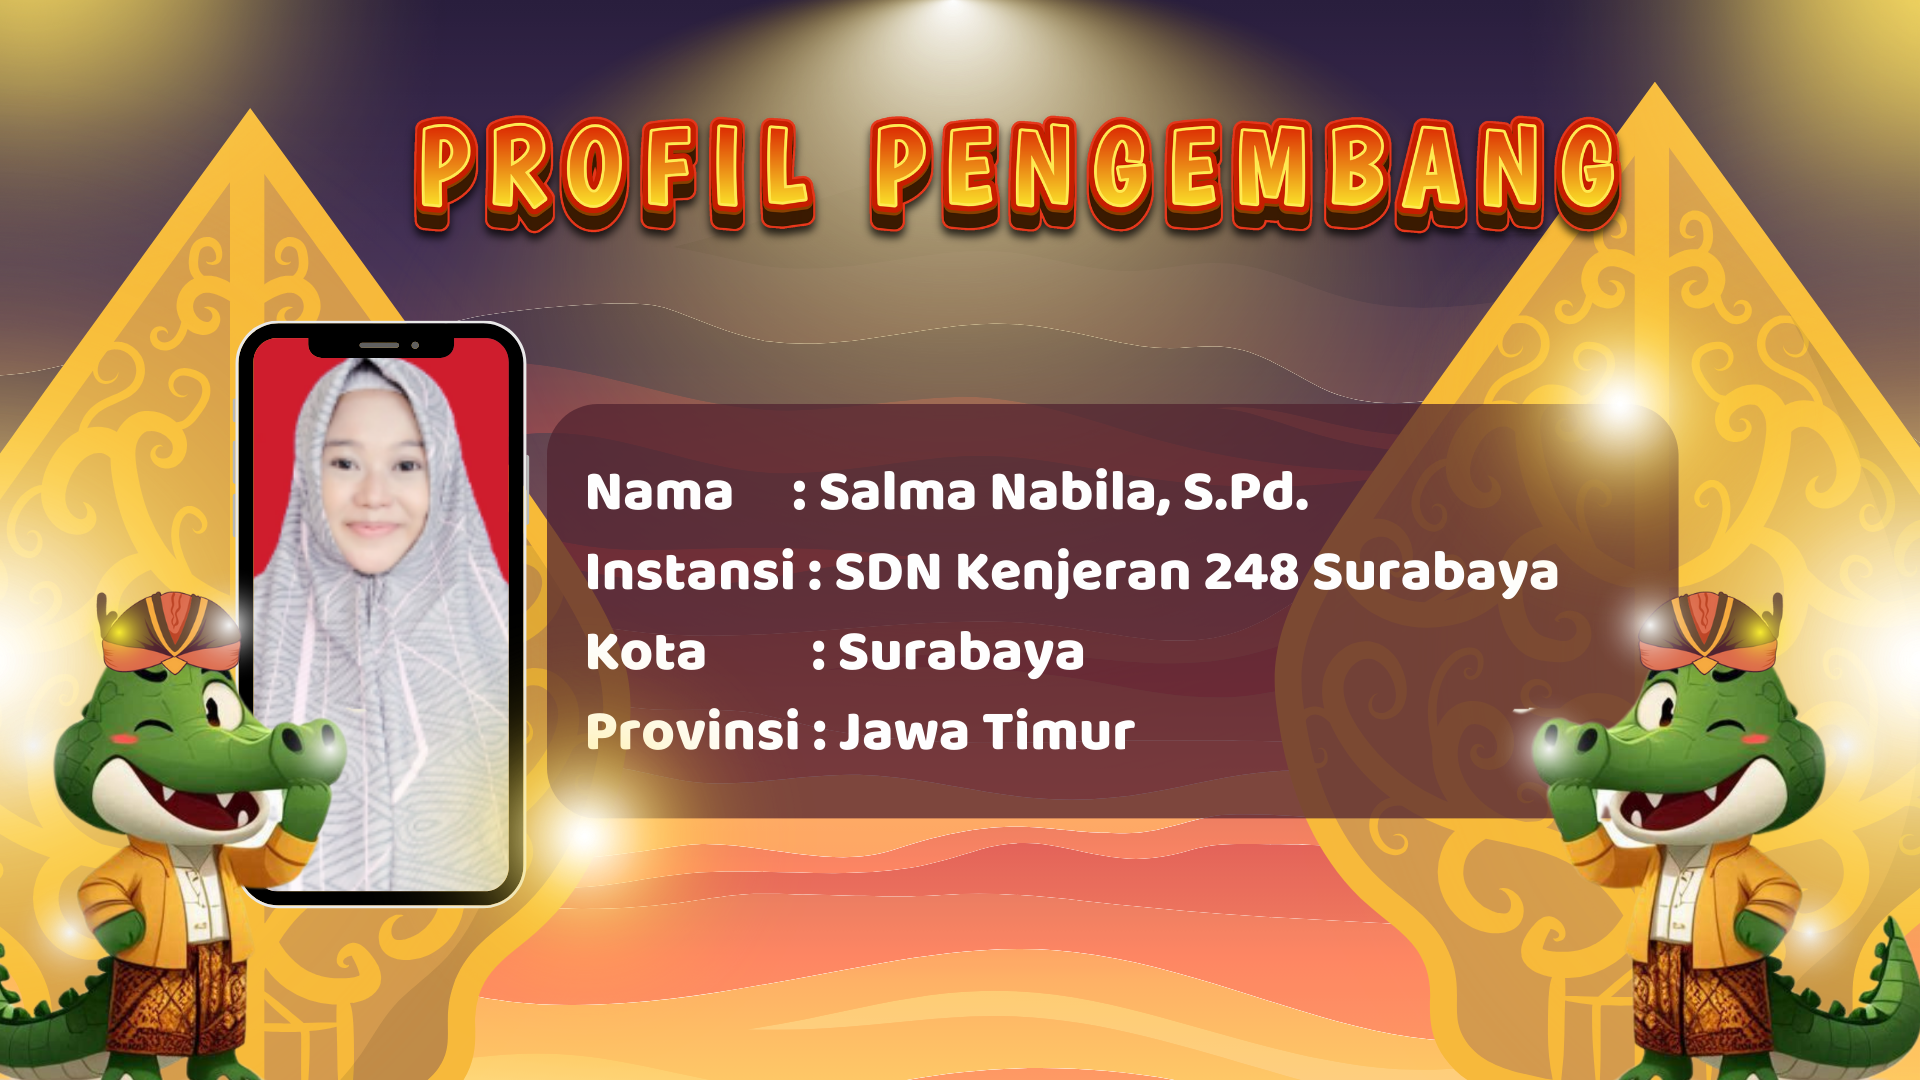 PROFIL PENGEMBANG
Nama : Salma Nabila, S.Pd.
Instansi : SDN Kenjeran 248 Surabaya
Kota : Surabaya
Provinsi : Jawa Timur